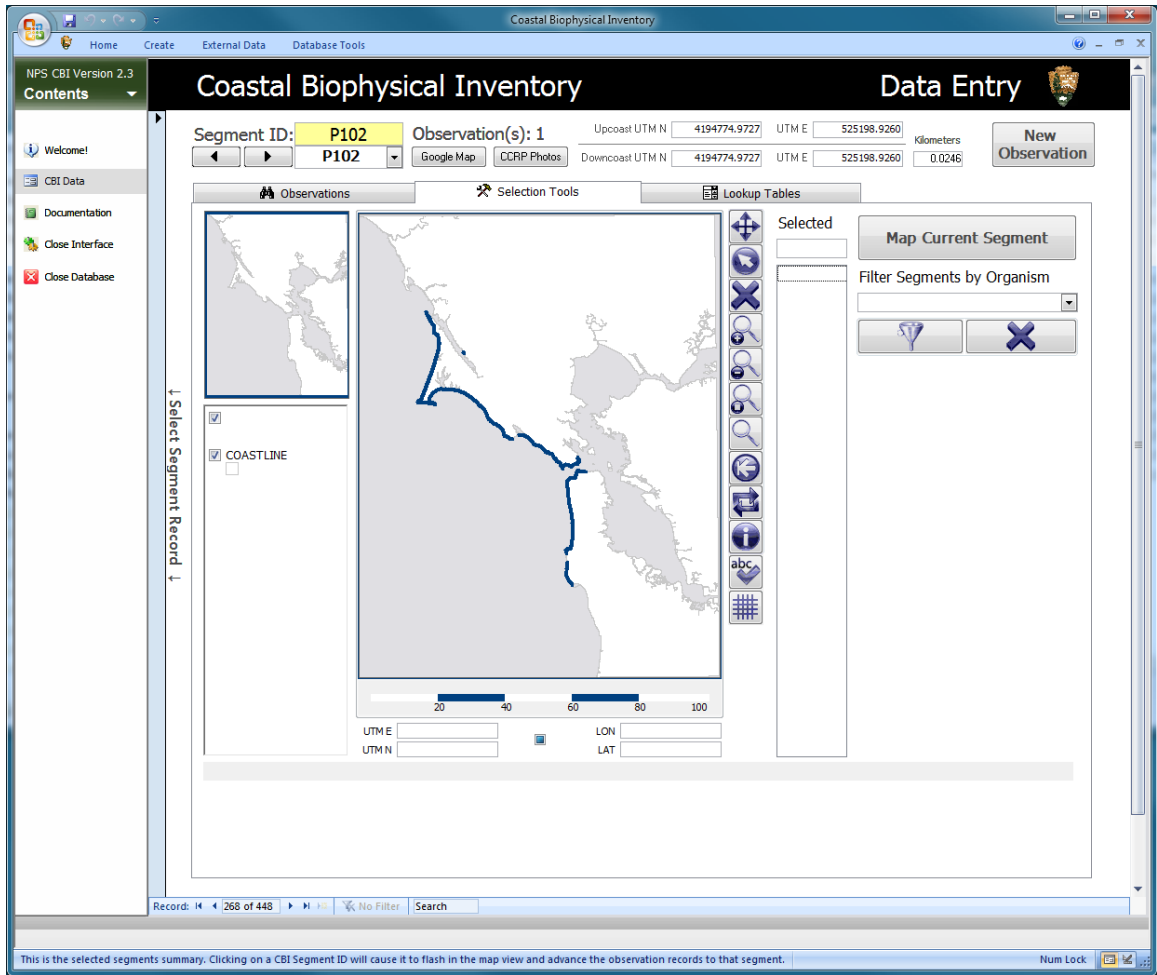 Coastal Biophysical Inventory
Home Create External Data Database Tools
NPS CBI Version 2.3
Contents
Welcome!
CBI Data
Documentation
Close Interface
Close Database
Coastal Biophysical Inventory Data Entry
Segment ID: P102 Observation(s): 1
P102 Google Map CCRP Photos
Upcoast UTM N 4194774.9727 UTM E 525198.9260
Downcoast UTM N 4194774.9727 UTM E 525198.9260
Kilometers
0.0246
New
Observation
Observations Selection Tools Lookup Tables
↓ Select Segment Record ↓
COASTLINE
abc
20 40 60 80 100
UTM E LON
UTM N LAT
Selected
Map Current Segment
Filter Segments by Organism
Record: 268 of 448 No Filter Search
This is the selected segments summary. Clicking on a CBI Segment ID will cause it to flash in the map view and advance the observation records to that segment. Num Lock